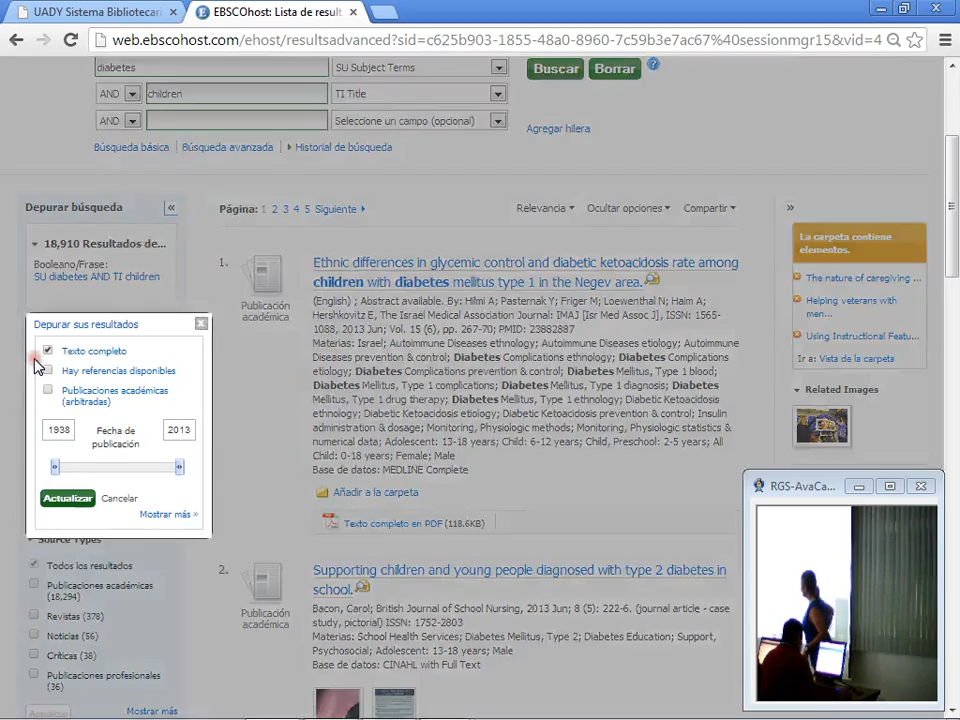 UADY Sistema Bibliotecari
EBSCOhost: Lista de result
web.ebscohost.com/ehost/resultsadvanced?sid=c625b903-1855-48a0-8960-7c59b3e7ac67%40sessionmgr15&vid=4
diabetes
SU Subject Terms
Buscar
Borrar
AND
children
TI Title
AND
Seleccione un campo (opcional)
Agregar hilera
Búsqueda básica
Búsqueda avanzada
Historial de búsqueda
Depurar búsqueda
«
18,910 Resultados de...
Booleano/Frase:
SU diabetes AND TI children
Depurar sus resultados
Texto completo
Hay referencias disponibles
Publicaciones académicas
(arbitradas)
1938
Fecha de
publicación
2013
Actualizar
Cancelar
Mostrar más »
Source Types
Todos los resultados
Publicaciones académicas
(18,294)
Revistas (378)
Noticias (56)
Críticas (38)
Publicaciones profesionales
(36)
Actualizar
Mostrar más
Página: 1 2 3 4 5 Siguiente
Relevancia
Ocultar opciones
Compartir
1.
Publicación
académica
Ethnic differences in glycemic control and diabetic ketoacidosis rate among
children with diabetes mellitus type 1 in the Negev area.
(English) ; Abstract available. By: Hilmi A; Pasternak Y; Friger M; Loewenthal N; Haim A;
Hershkovitz E, The Israel Medical Association Journal: IMAJ [Isr Med Assoc J], ISSN: 1565-
1088, 2013 Jun; Vol. 15 (6), pp. 267-70; PMID: 23882887
Materias: Israel; Autoimmune Diseases ethnology; Autoimmune Diseases etiology; Autoimmune
Diseases prevention & control; Diabetes Complications ethnology; Diabetes Complications
etiology; Diabetes Complications prevention & control; Diabetes Mellitus, Type 1 blood;
Diabetes Mellitus, Type 1 complications; Diabetes Mellitus, Type 1 diagnosis; Diabetes
Mellitus, Type 1 drug therapy; Diabetes Mellitus, Type 1 ethnology; Diabetic Ketoacidosis
ethnology; Diabetic Ketoacidosis etiology; Diabetic Ketoacidosis prevention & control; Insulin
administration & dosage; Monitoring, Physiologic methods; Monitoring, Physiologic statistics &
numerical data; Adolescent: 13-18 years; Child: 6-12 years; Child, Preschool: 2-5 years; All
Child: 0-18 years; Female; Male
Base de datos: MEDLINE Complete
Añadir a la carpeta
Texto completo en PDF (118.6KB)
2.
Publicación
académica
Supporting children and young people diagnosed with type 2 diabetes in
school.
Bacon, Carol; British Journal of School Nursing, 2013 Jun; 8 (5): 222-6. (journal article - case
study, pictorial) ISSN: 1752-2803
Materias: School Health Services; Diabetes Mellitus, Type 2; Diabetes Education; Support,
Psychosocial; Adolescence: 13-18 years; Male
Base de datos: CINAHL with Full Text
»
La carpeta contiene
elementos.
The nature of caregiving ...
Helping veterans with
men...
Using Instructional Featur...
Ir a: Vista de la carpeta
Related Images
RGS-AvaCa...